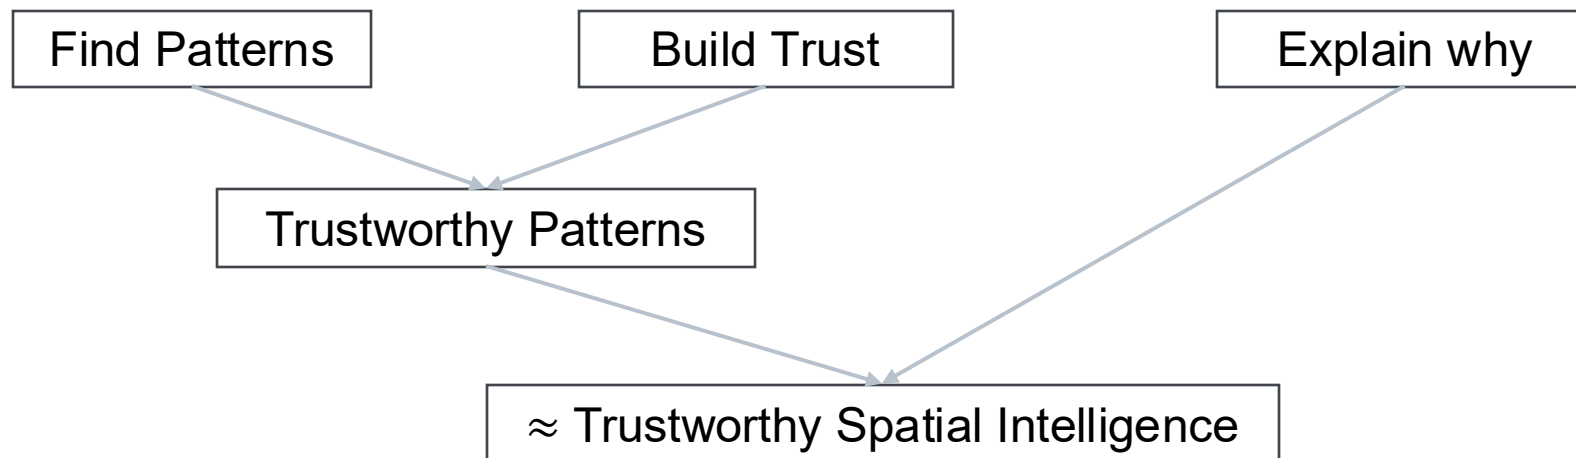 Find Patterns
Build Trust
Explain why
Trustworthy Patterns
≈ Trustworthy Spatial Intelligence